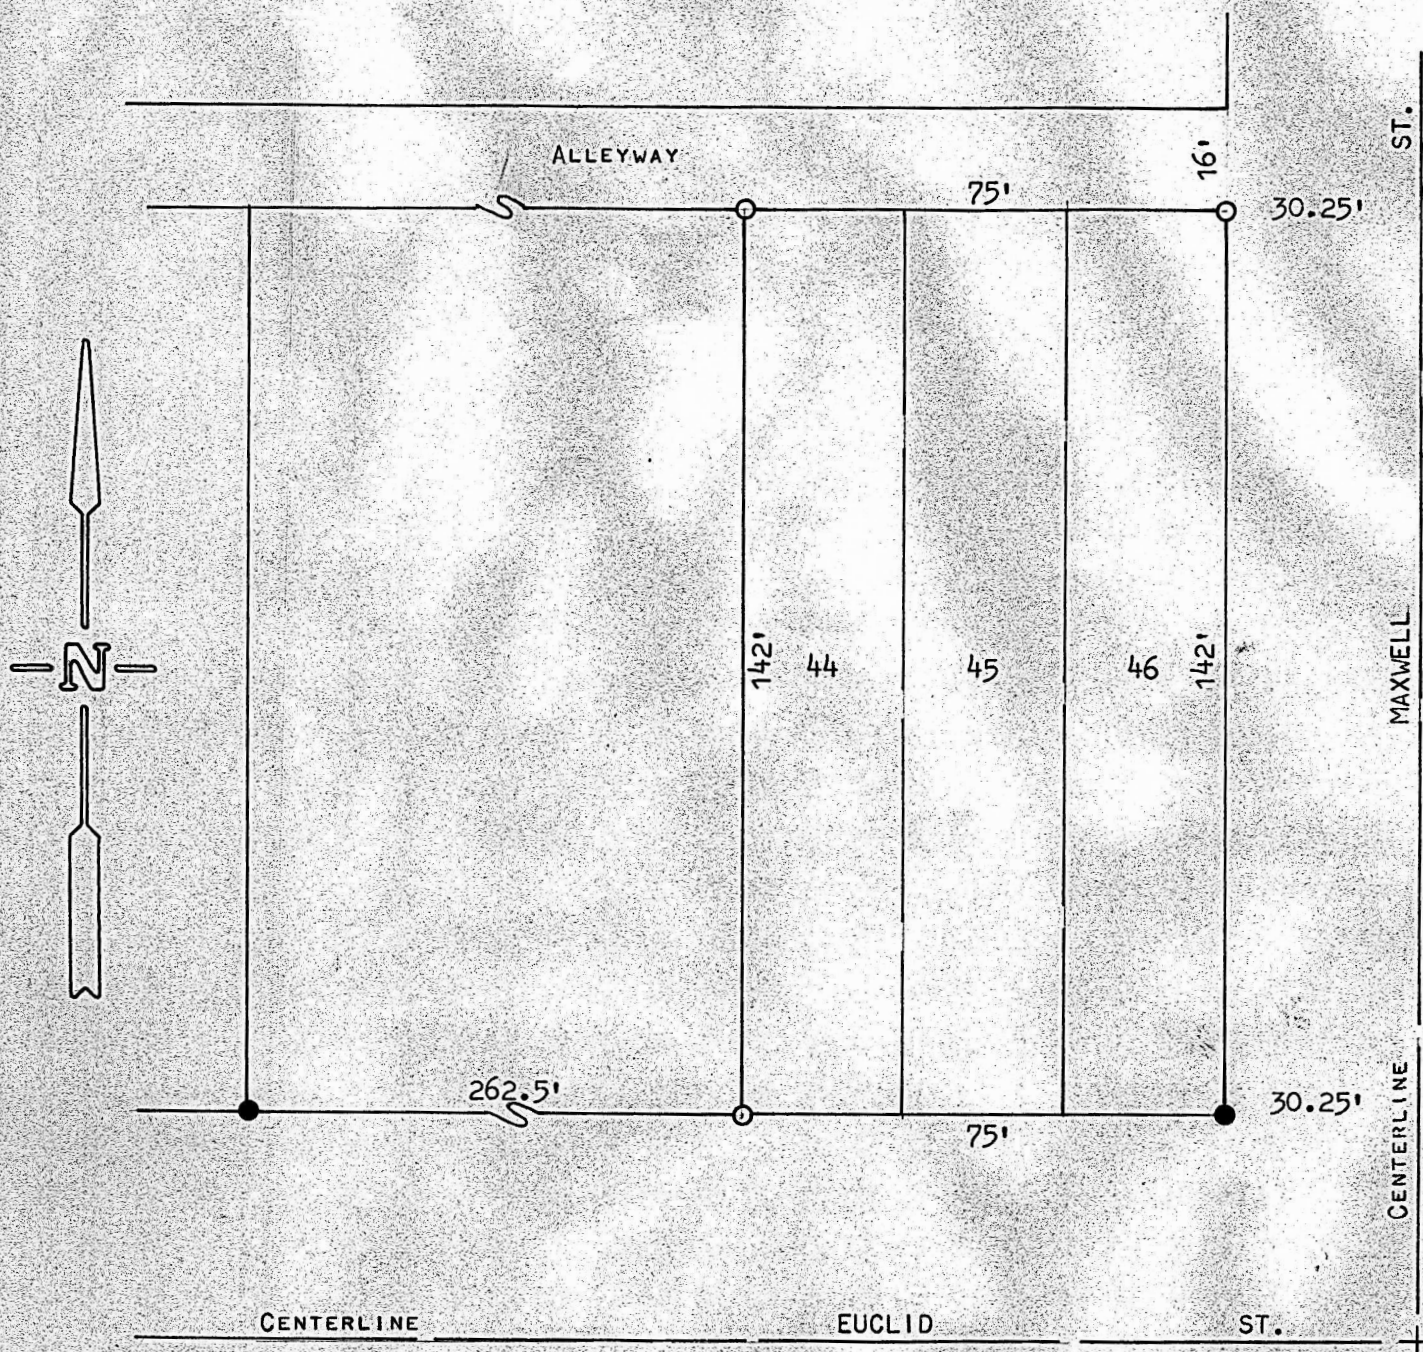 ST.
ALLEYWAY
16'
75'
30.25'
N
142'
44
45
46
142'
MAXWELL
262.5'
30.25'
75'
CENTERLINE
CENTERLINE EUCLID ST.